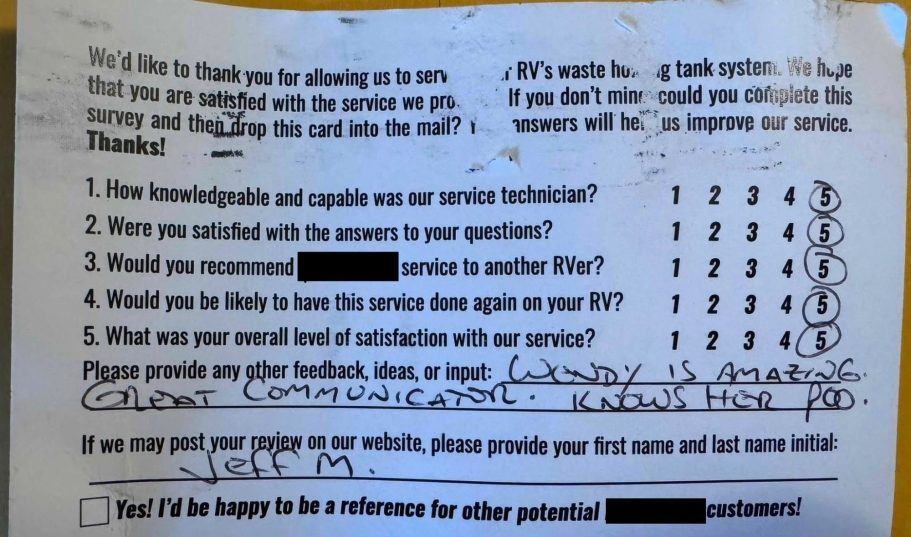 We'd like to thank you for allowing us to serv RV's waste ho g tank system. We hope
that you are satisfied with the service we pro If you don't min could you complete this
survey and then drop this card into the mail? answers will hel us improve our service.
Thanks!
1. How knowledgeable and capable was our service technician? 1 2 3 4 5
2. Were you satisfied with the answers to your questions? 1 2 3 4 5
3. Would you recommend service to another RVer? 1 2 3 4 5
4. Would you be likely to have this service done again on your RV? 1 2 3 4 5
5. What was your overall level of satisfaction with our service? 1 2 3 4 5
Please provide any other feedback, ideas, or input: WENDY IS AMAZING.
GREAT COMMUNICATOR. KNOWS HER POO.
If we may post your review on our website, please provide your first name and last name initial:
Jeff M.
Yes! I'd be happy to be a reference for other potential customers!